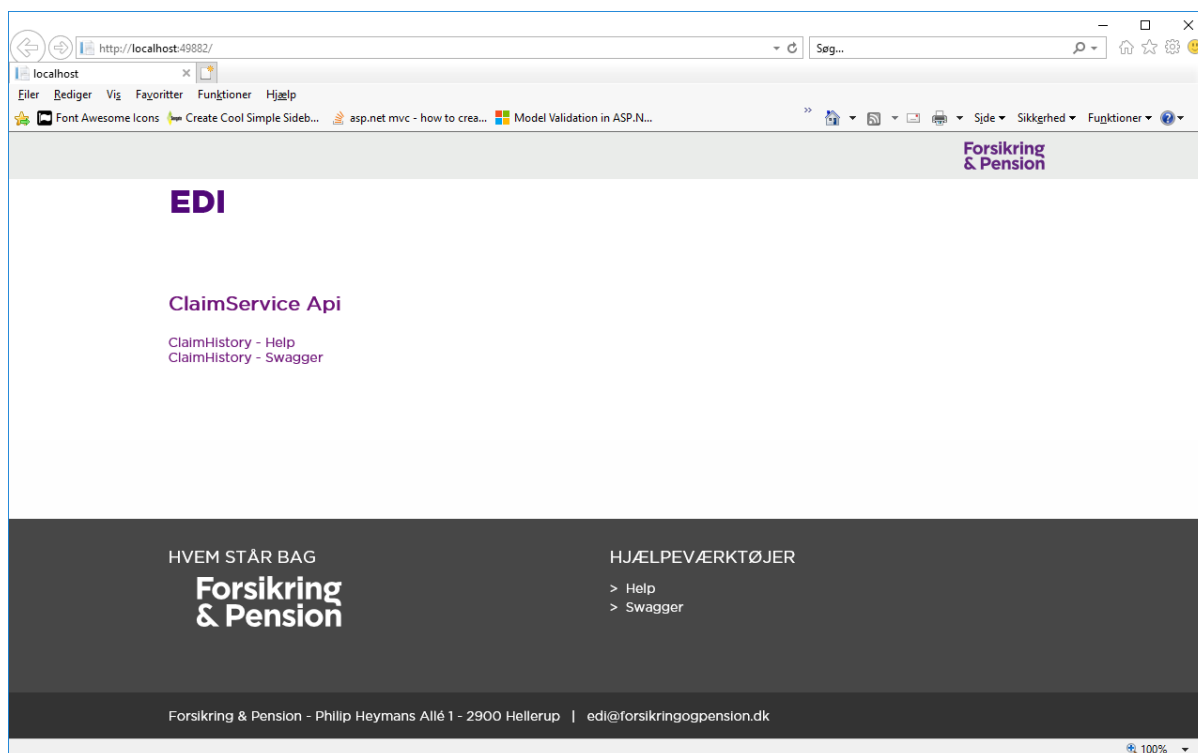 http://localhost:49882/
Søg...
localhost
Filer Rediger Vis Favoritter Funktioner Hjælp
Font Awesome Icons Create Cool Simple Sideb... asp.net mvc - how to crea... Model Validation in ASP.N... » Side Sikkerhed Funktioner
Forsikring
& Pension
EDI
ClaimService Api
ClaimHistory - Help
ClaimHistory - Swagger
HVEM STÅR BAG
Forsikring
& Pension
HJÆLPEVÆRKTØJER
> Help
> Swagger
Forsikring & Pension - Philip Heymans Allé 1 - 2900 Hellerup | edi@forsikringogpension.dk
100%